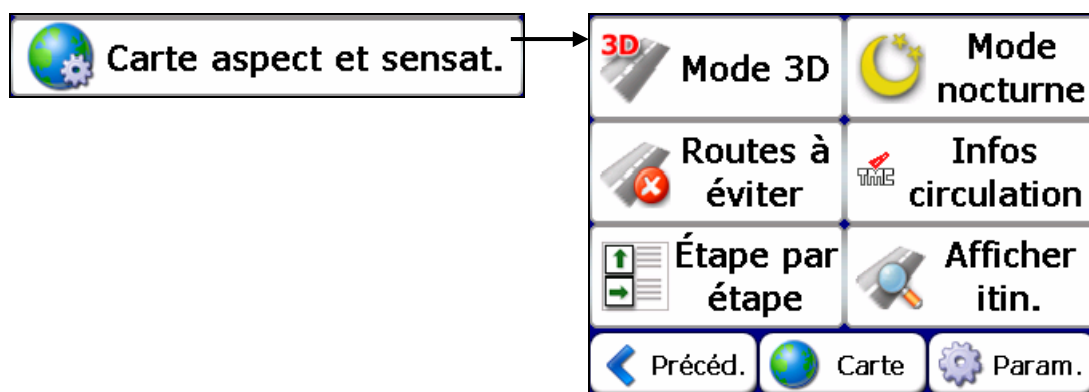 Carte aspect et sensat.
3D
Mode 3D
Mode
nocturne
Routes à
éviter
TMC
Infos
circulation
Étape par
étape
Afficher
itin.
Précéd.
Carte
Param.